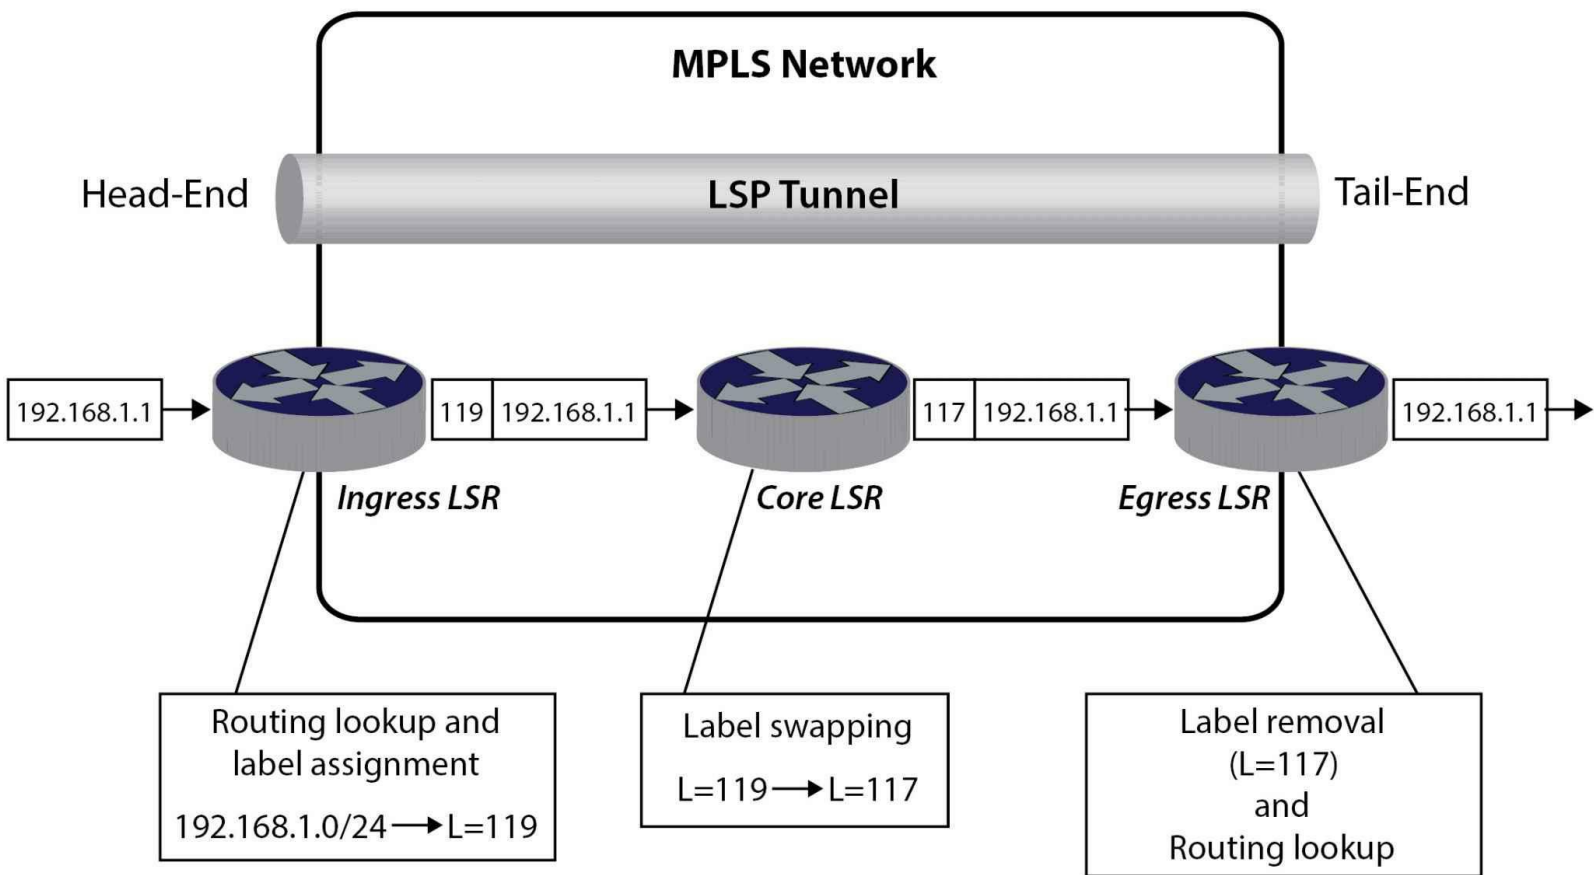 MPLS Network
Head-End
LSP Tunnel
Tail-End
192.168.1.1
119
192.168.1.1
117
192.168.1.1
192.168.1.1
Ingress LSR
Core LSR
Egress LSR
Routing lookup and
label assignment
192.168.1.0/24 → L=119
Label swapping
L=119 → L=117
Label removal
(L=117)
and
Routing lookup